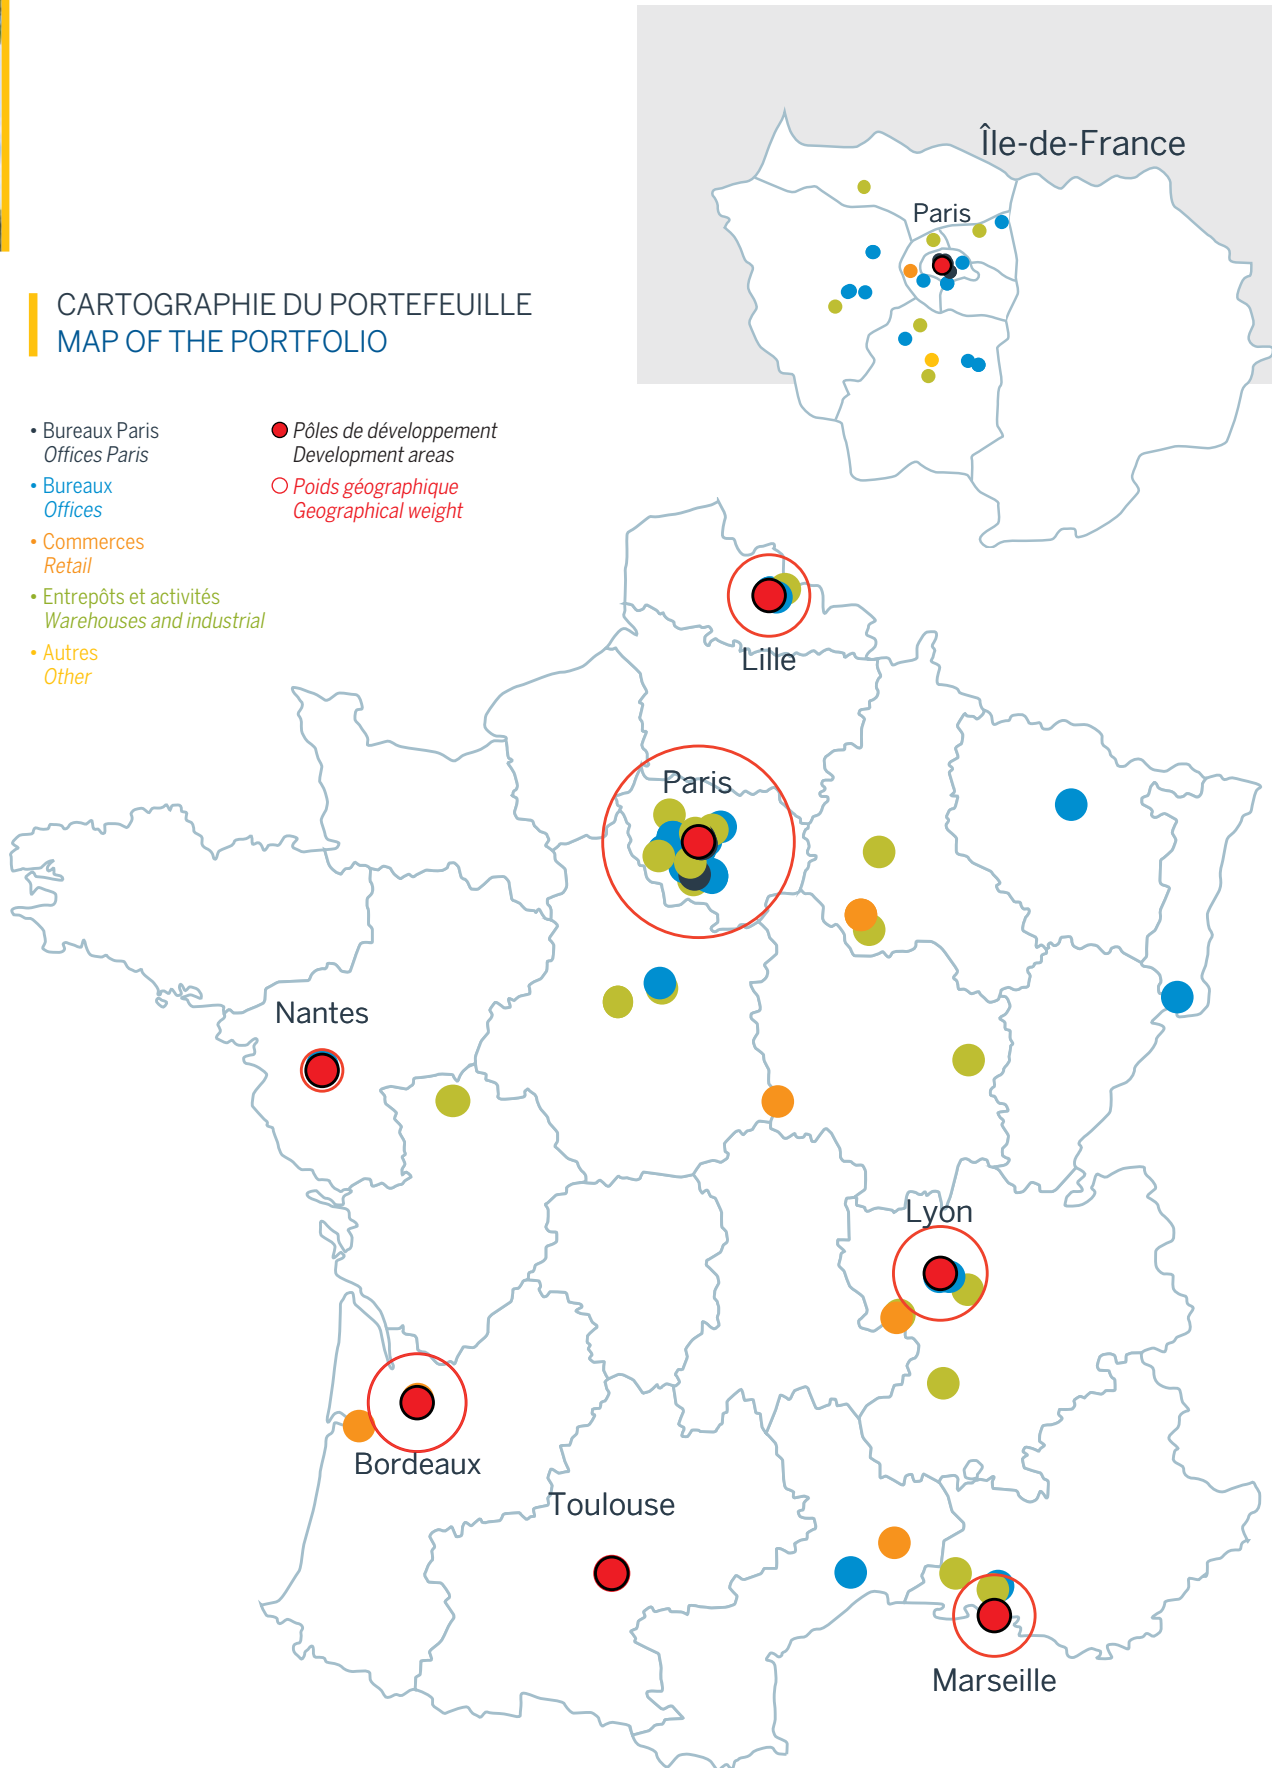 Île-de-France
Paris
CARTOGRAPHIE DU PORTEFEUILLE
MAP OF THE PORTFOLIO
• Bureaux Paris
Offices Paris
• Bureaux
Offices
• Commerces
Retail
• Entrepôts et activités
Warehouses and industrial
• Autres
Other
Pôles de développement
Development areas
Poids géographique
Geographical weight
Lille
Paris
Nantes
Lyon
Bordeaux
Toulouse
Marseille